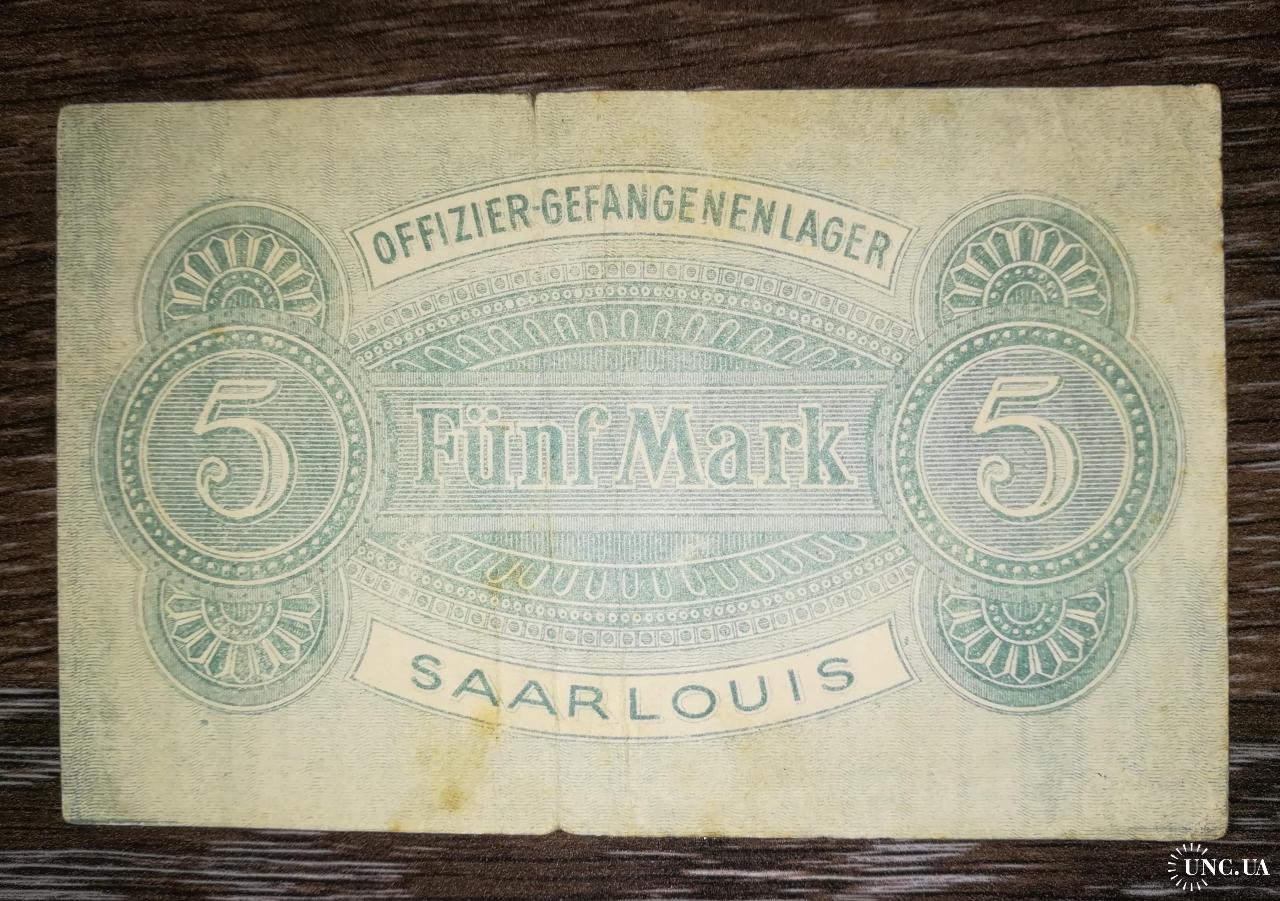 OFFIZIER-GEFANGENENLAGER
5 Fünf Mark 5
SAARLOUIS
UNC.UA